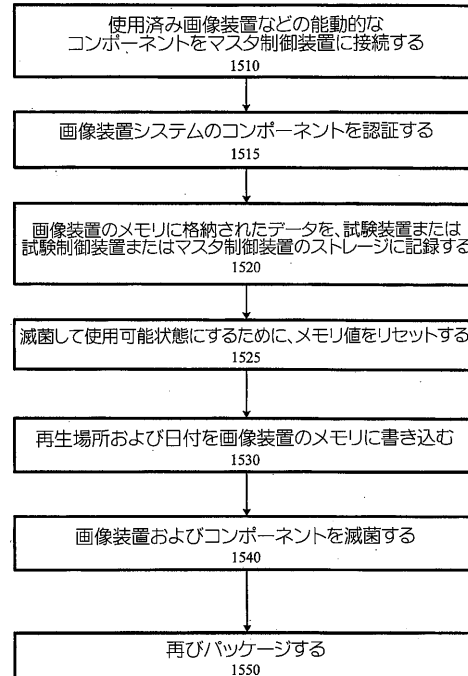 使用済み画像装置などの能動的な
コンポーネントをマスタ制御装置に接続する
1510
画像装置システムのコンポーネントを認証する
1515
画像装置のメモリに格納されたデータを、試験装置または
試験制御装置またはマスタ制御装置のストレージに記録する
1520
滅菌して使用可能状態にするために、メモリ値をリセットする
1525
再生場所および日付を画像装置のメモリに書き込む
1530
画像装置およびコンポーネントを滅菌する
1540
再びパッケージする
1550